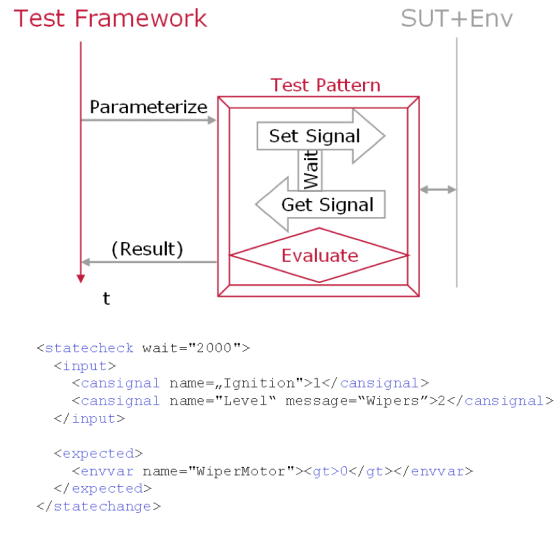 Test Framework
SUT+Env
Test Pattern
Parameterize
Set Signal
Wait
Get Signal
(Result)
Evaluate
t
<statecheck wait="2000">
<input>
<cansignal name=„Ignition">1</cansignal>
<cansignal name="Level“ message=“Wipers”>2</cansignal>
</input>
<expected>
<envvar name="WiperMotor"><gt>0</gt></envvar>
</expected>
</statechange>